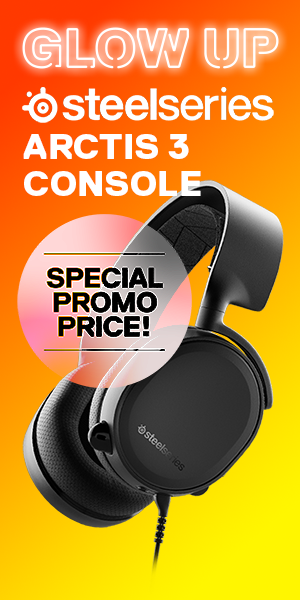 GLOW UP
steelseries
ARCTIS 3
CONSOLE
SPECIAL
PROMO
PRICE!
steelseries